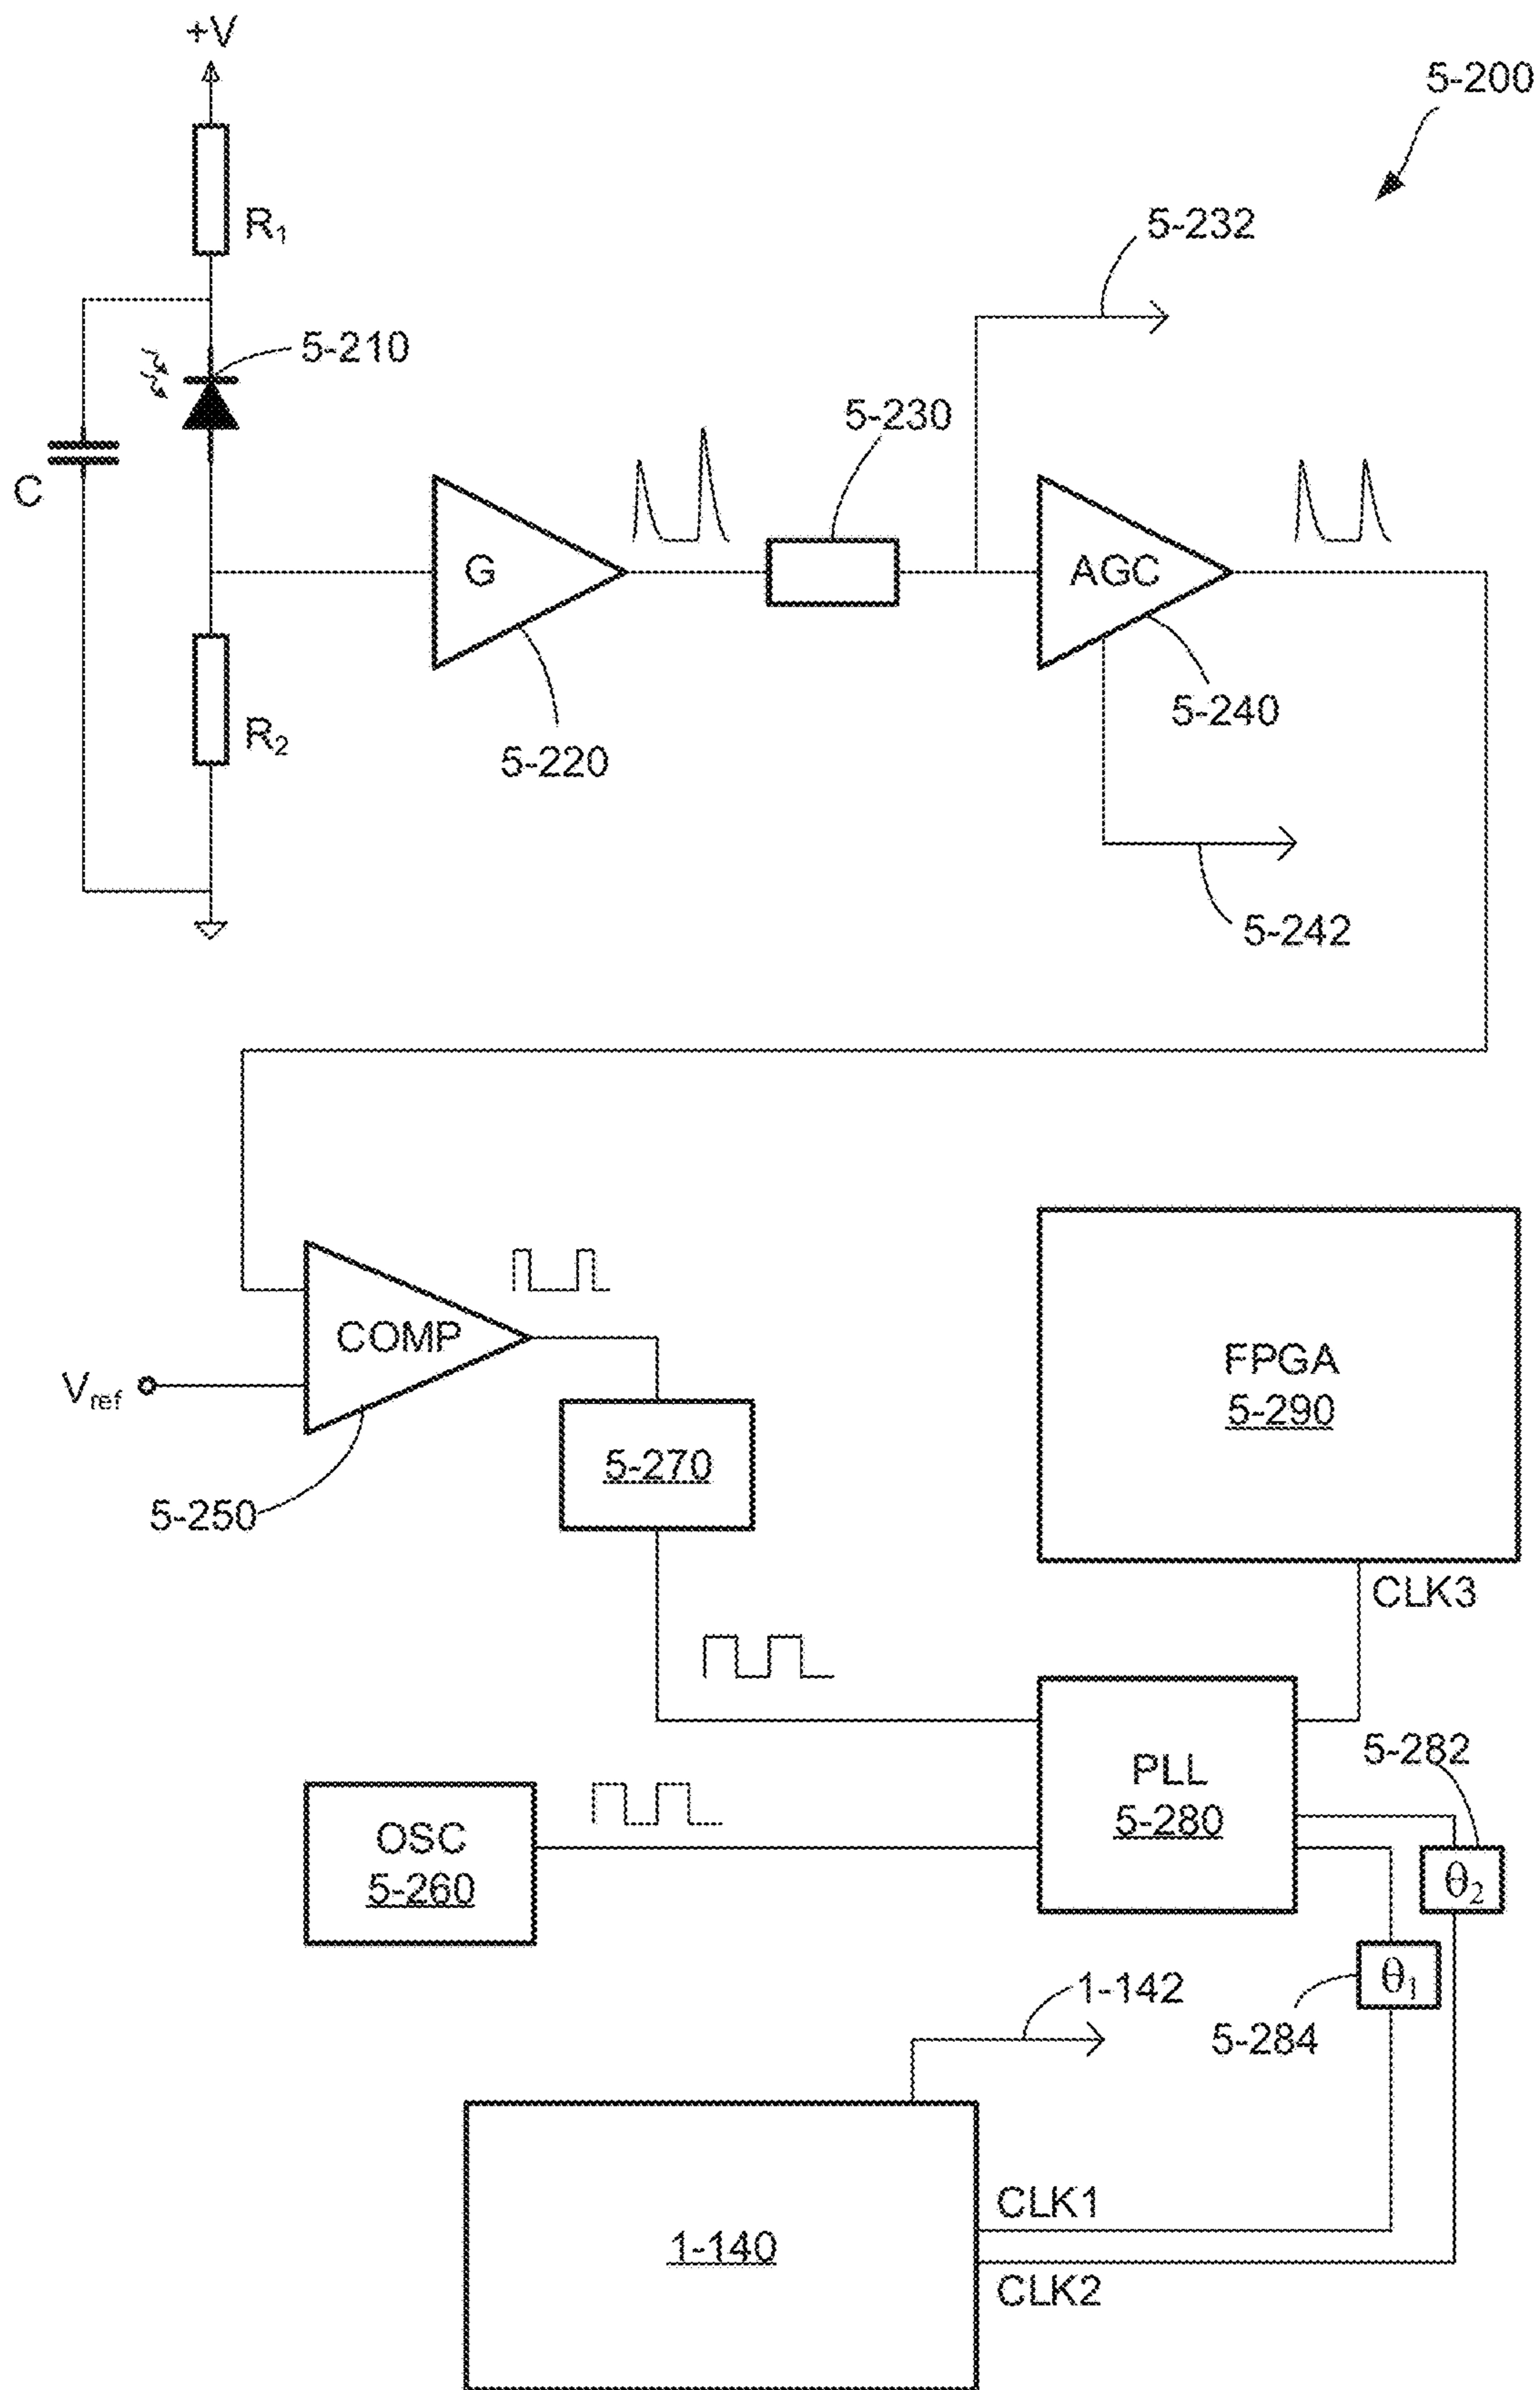 +V
5-200
R₁
5-232
5-210
5-230
C
G
AGC
5-240
R₂
5-220
5-242
COMP
FPGA
5-290
Vref
5-270
5-250
CLK3
PLL
5-280
5-282
OSC
5-260
θ₂
θ₁
1-142
5-284
CLK1
1-140
CLK2